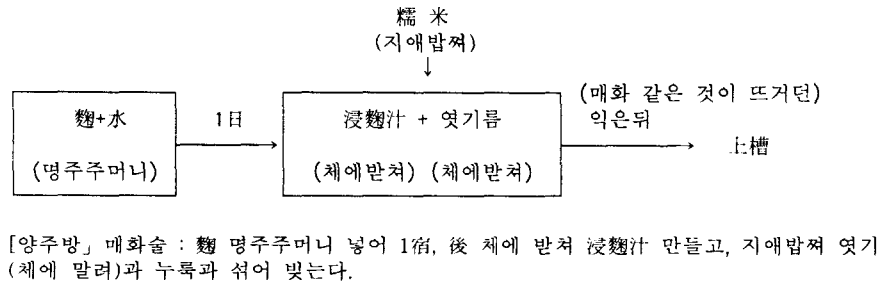 糯 米
(지애밥쪄)
(매화 같은 것이 뜨거던)
麴+水 1日 浸麴汁 + 엿기름 익은뒤 上槽
(명주주머니) (체에받쳐) (체에받쳐)
[양주방」 매화술 : 麴 명주주머니 넣어 1宿, 後 체에 받쳐 浸麴汁 만들고, 지애밥쪄 엿기
(체에 말려)과 누룩과 섞어 빚는다.